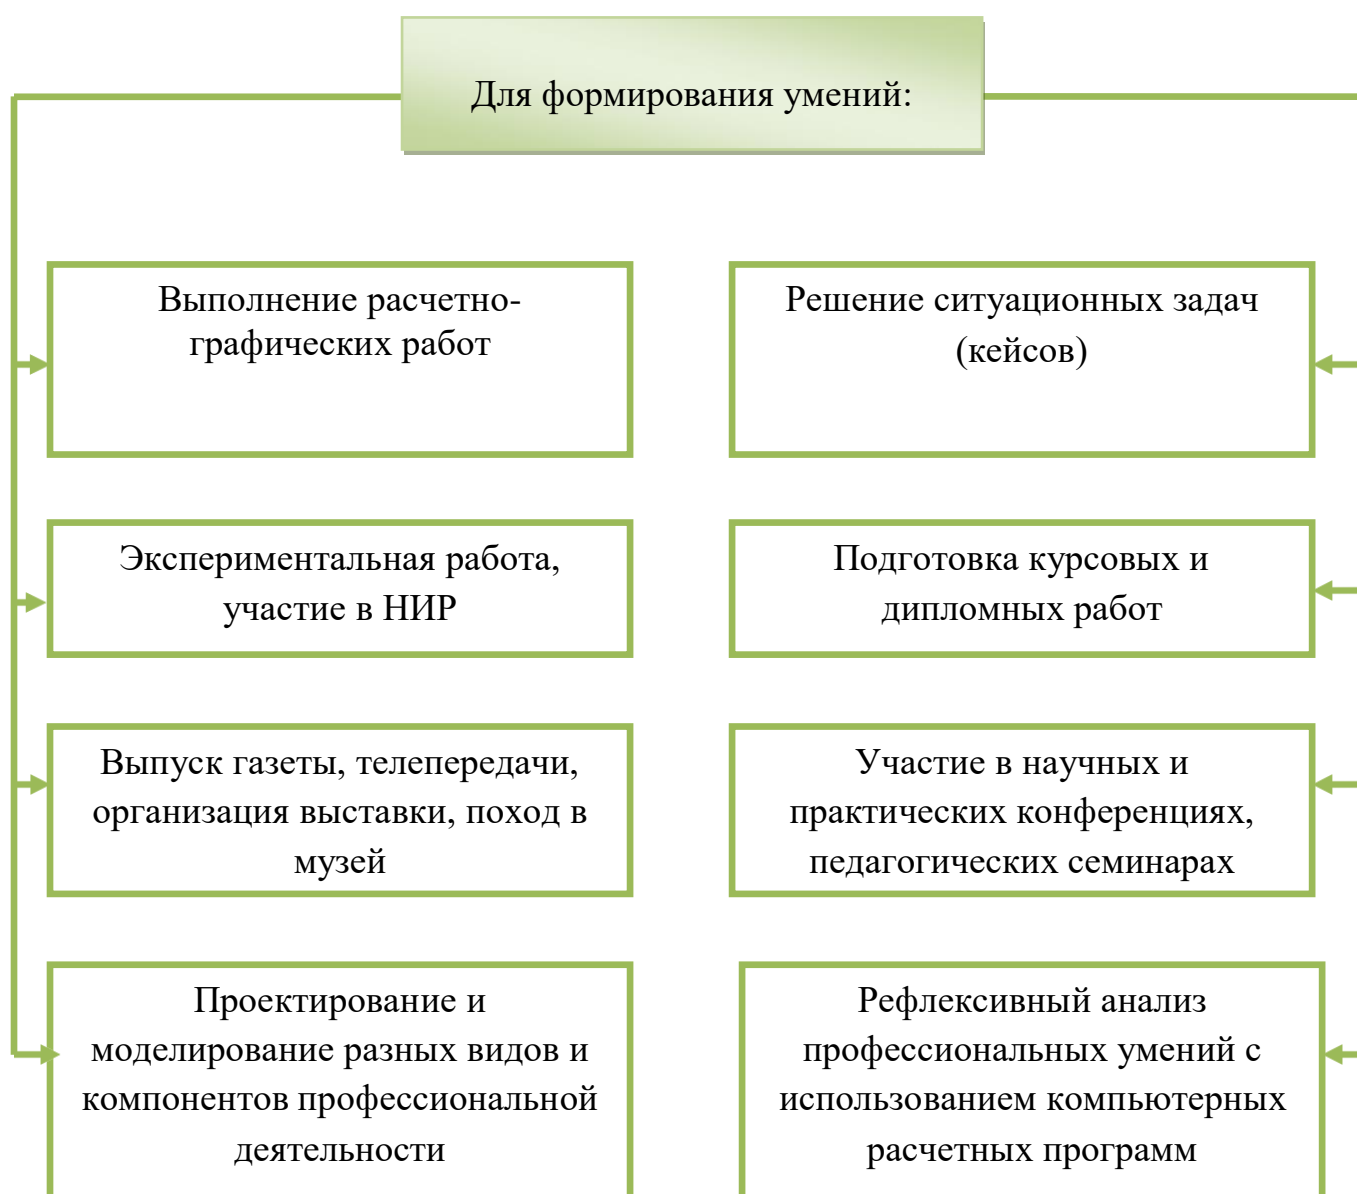 Для формирования умений:
Выполнение расчетно-
графических работ
Решение ситуационных задач
(кейсов)
Экспериментальная работа,
участие в НИР
Подготовка курсовых и
дипломных работ
Выпуск газеты, телепередачи,
организация выставки, поход в
музей
Участие в научных и
практических конференциях,
педагогических семинарах
Проектирование и
моделирование разных видов и
компонентов профессиональной
деятельности
Рефлексивный анализ
профессиональных умений с
использованием компьютерных
расчетных программ